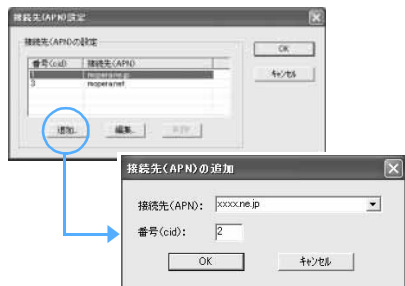 接続先(APN)設定
接続先(APN)の設定
番号(cid) 接続先(APN)
1 mopera.ne.jp
3 mopera.net
OK
キャンセル
追加... 編集... 削除
接続先(APN)の追加
接続先(APN): xxxx.ne.jp
番号(cid): 2
OK キャンセル